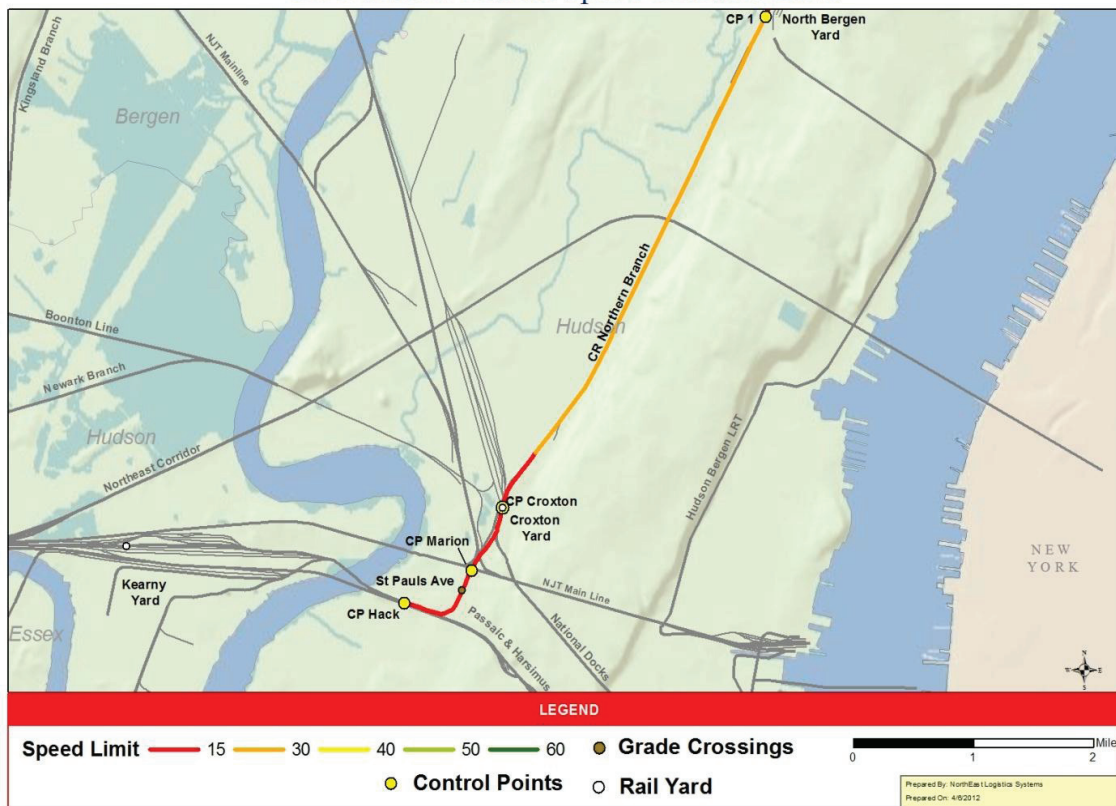 CP 1
North Bergen
Yard
Kingsland Branch
NJT Mainline
Bergen
CR Northern Branch
Hudson
Boonton Line
Newark Branch
Hudson
Northeast Corridor
Hudson Bergen LRT
CP Croxton
Croxton
Yard
CP Marion
St Pauls Ave
CP Hack
Kearny
Yard
Essex
NJT Main Line
Passaic & Harsimus
National Docks
NEW
YORK
N
W E
S
LEGEND
Speed Limit 15 30 40 50 60 Grade Crossings
Control Points Rail Yard
Mile
0 1 2
Prepared By: NorthEast Logistics Systems
Prepared On: 4/6/2012